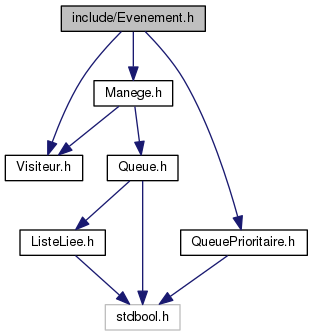 include/Evenement.h
Manege.h
Visiteur.h
Queue.h
ListeLiee.h
QueuePrioritaire.h
stdbool.h